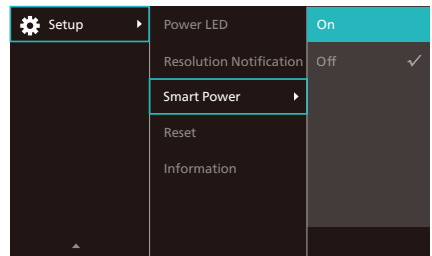 Setup
Power LED
Resolution Notification
Smart Power
Reset
Information
On
Off